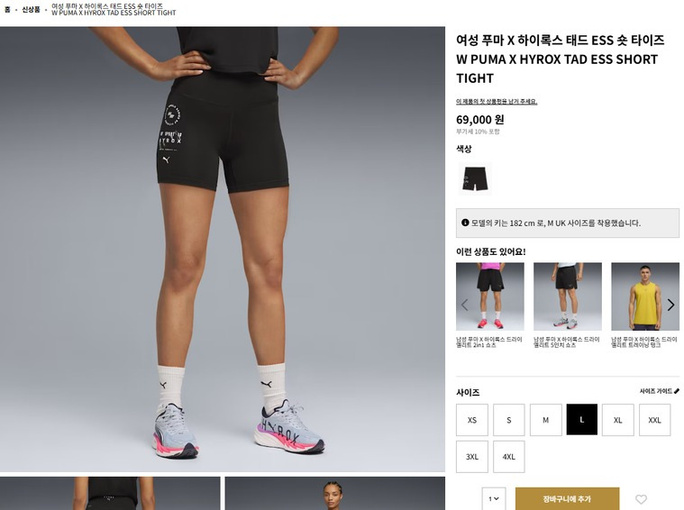 홈 - 신상품 - 여성 푸마 X 하이록스 태드 ESS 숏 타이즈
W PUMA X HYROX TAD ESS SHORT TIGHT
여성 푸마 X 하이록스 태드 ESS 숏 타이즈
W PUMA X HYROX TAD ESS SHORT
TIGHT
이 제품의 첫 상품평을 남겨 주세요.
69,000 원
부가세 10% 포함
색상
모델의 키는 182 cm 로, M UK 사이즈를 착용했습니다.
이런 상품도 있어요!
남성 푸마 X 하이록스 드라이
엘리트 2in1 쇼츠
남성 푸마 X 하이록스 드라이
엘리트 5인치 쇼츠
남성 푸마 X 하이록스 드라이
엘리트 트레이닝 탱크
사이즈
사이즈 가이드
XS
S
M
L
XL
XXL
3XL
4XL
1
장바구니에 추가
HYROX
HYROX